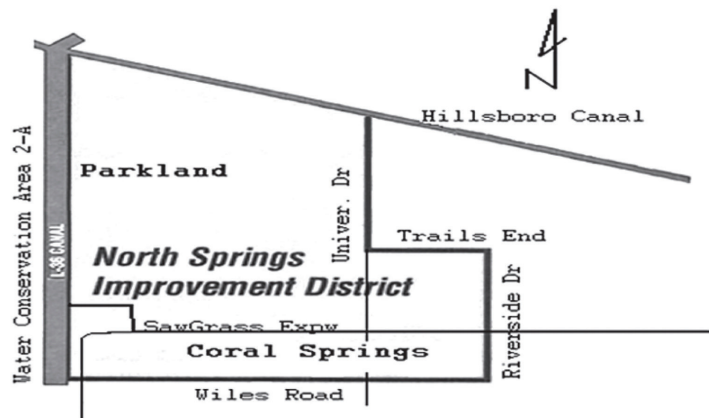 Hillsboro Canal
Water Conservation Area 2-A
Parkland
Univer. Dr
L-36 CANAL
Trails End
North Springs
Improvement District
Riverside Dr
SawGrass Expw
Coral Springs
Wiles Road
N